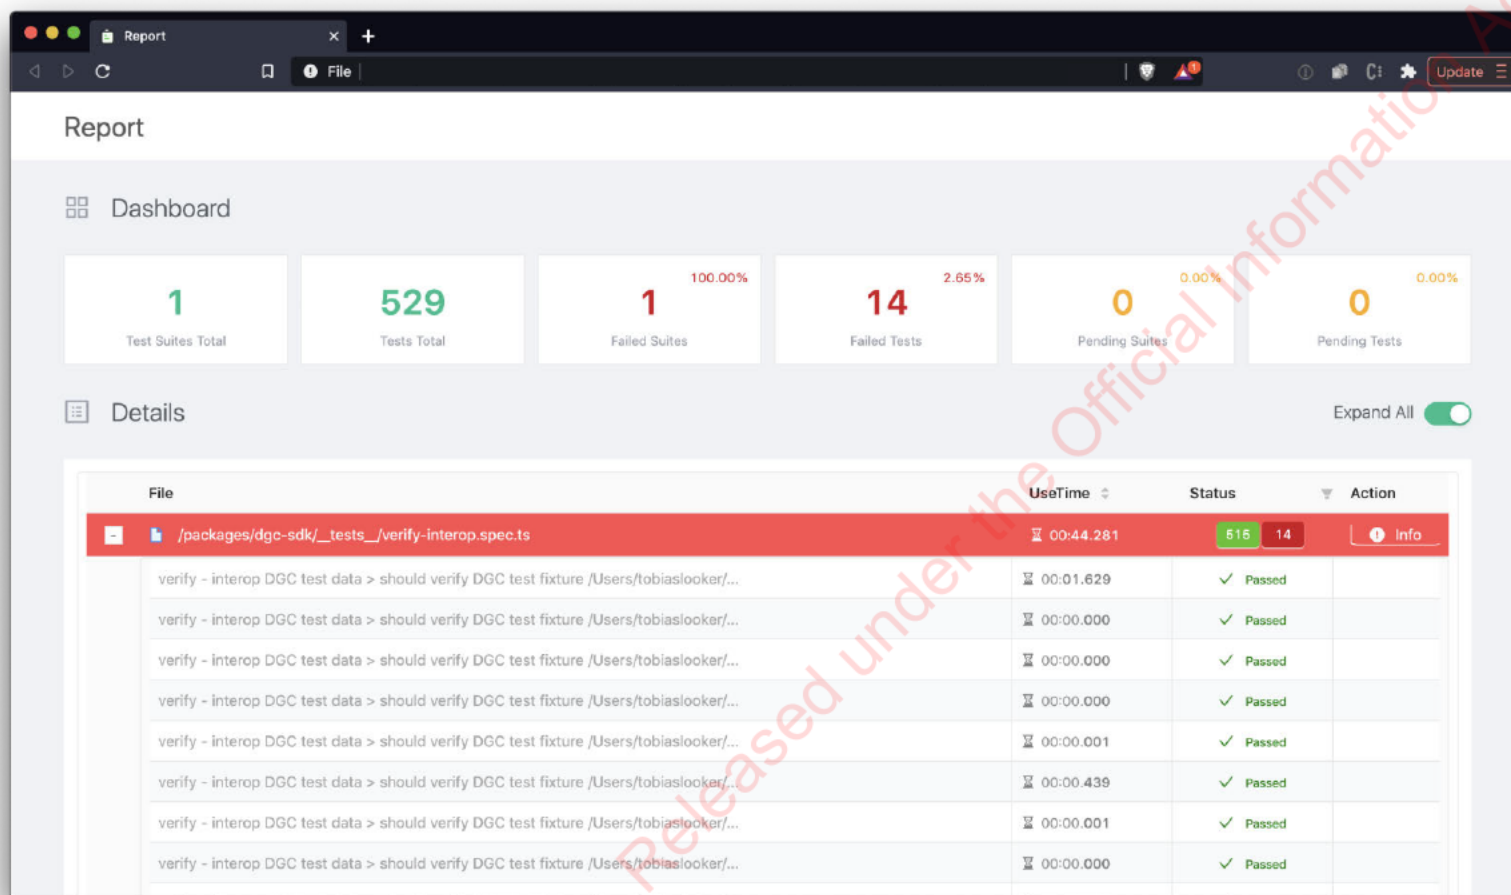 Report
File
1
Update
Report
Dashboard
1
Test Suites Total
529
Tests Total
100.00%
1
Failed Suites
2.65%
14
Failed Tests
0.00%
0
Pending Suites
0.00%
0
Pending Tests
Details
Expand All
File UseTime Status Action
- /packages/dgc-sdk/__tests__/verify-interop.spec.ts 00:44.281 515 14 Info
verify - interop DGC test data > should verify DGC test fixture /Users/tobiaslooker/... 00:01.629 Passed
verify - interop DGC test data > should verify DGC test fixture /Users/tobiaslooker/... 00:00.000 Passed
verify - interop DGC test data > should verify DGC test fixture /Users/tobiaslooker/... 00:00.000 Passed
verify - interop DGC test data > should verify DGC test fixture /Users/tobiaslooker/... 00:00.000 Passed
verify - interop DGC test data > should verify DGC test fixture /Users/tobiaslooker/... 00:00.001 Passed
verify - interop DGC test data > should verify DGC test fixture /Users/tobiaslooker/... 00:00.439 Passed
verify - interop DGC test data > should verify DGC test fixture /Users/tobiaslooker/... 00:00.001 Passed
verify - interop DGC test data > should verify DGC test fixture /Users/tobiaslooker/... 00:00.000 Passed
Released under the Official Information